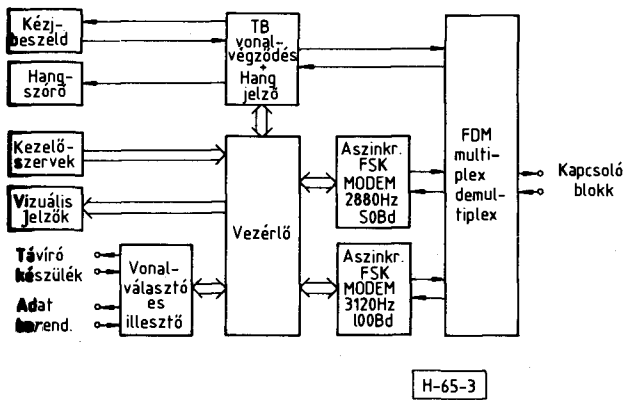 Kézi-
beszélő
Hang-
szóró
Kezelő-
szervek
Vizuális
jelzők
Távíró
készülék
Adat
berend.
TB
vonal-
végződés
+
Hang
jelző
Vezérlő
Vonal-
választó
es
illesztő
Aszinkr.
FSK
MODEM
2880Hz
50Bd
Aszinkr.
FSK
MODEM
3120Hz
100Bd
FDM
multi-
plex
demul-
tiplex
Kapcsoló
blokk
H-65-3